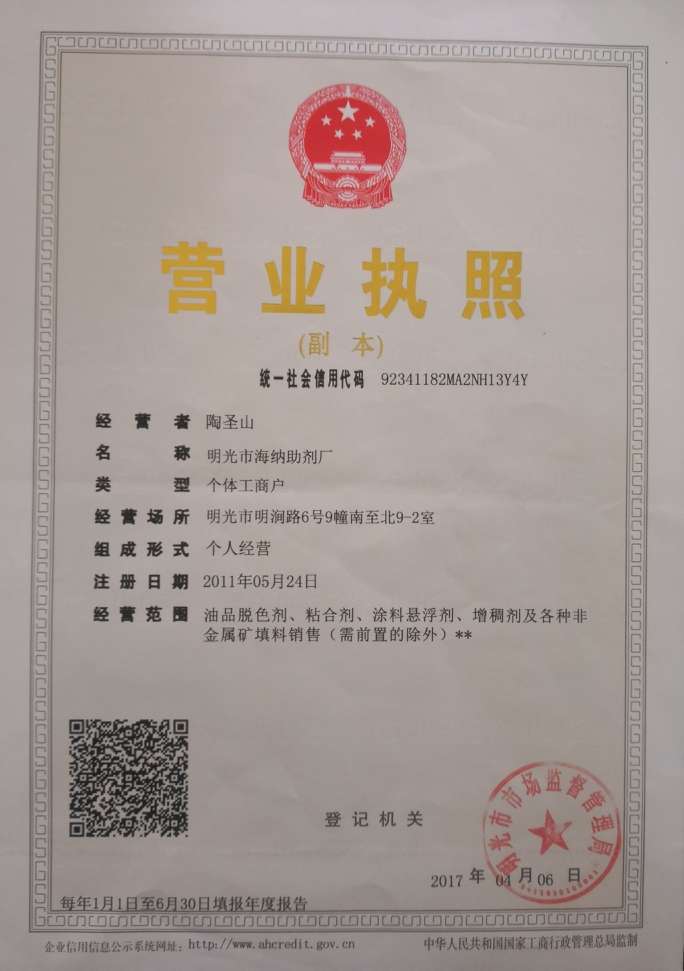 营业执照
(副 本)
统一社会信用代码 92341182MA2NH13Y4Y
经营者 陶圣山
名称 明光市海纳助剂厂
类型 个体工商户
经营场所 明光市明涧路6号9幢南至北9-2室
组成形式 个人经营
注册日期 2011年05月24日
经营范围 油品脱色剂、粘合剂、涂料悬浮剂、增稠剂及各种非
金属矿填料销售（需前置的除外）**
明光市市场监督管理局
登记机关
2017 年 04 月 06 日
每年1月1日至6月30日填报年度报告
企业信用信息公示系统网址：http://www.ahcredit.gov.cn
中华人民共和国国家工商行政管理总局监制